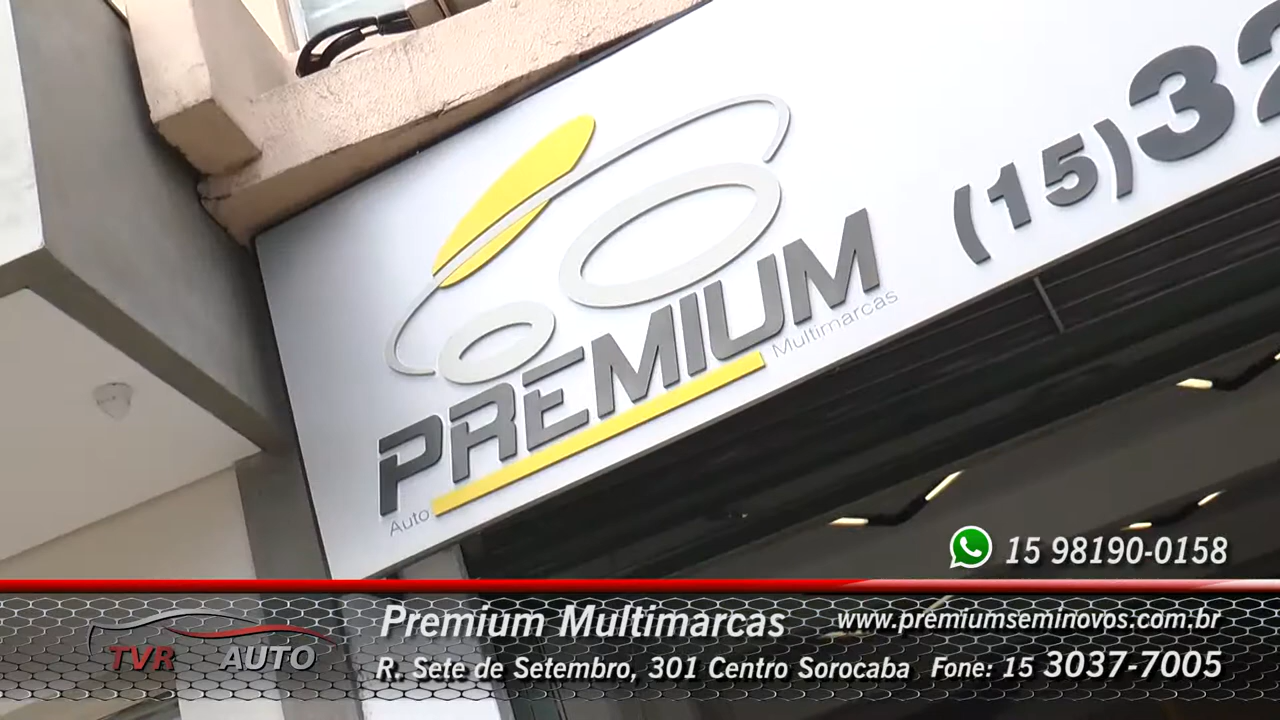 (15)32
PREMIUM
Auto
Multimarcas
15 98190-0158
Premium Multimarcas
www.premiumseminovos.com.br
TVR AUTO
R. Sete de Setembro, 301 Centro Sorocaba Fone: 15 3037-7005